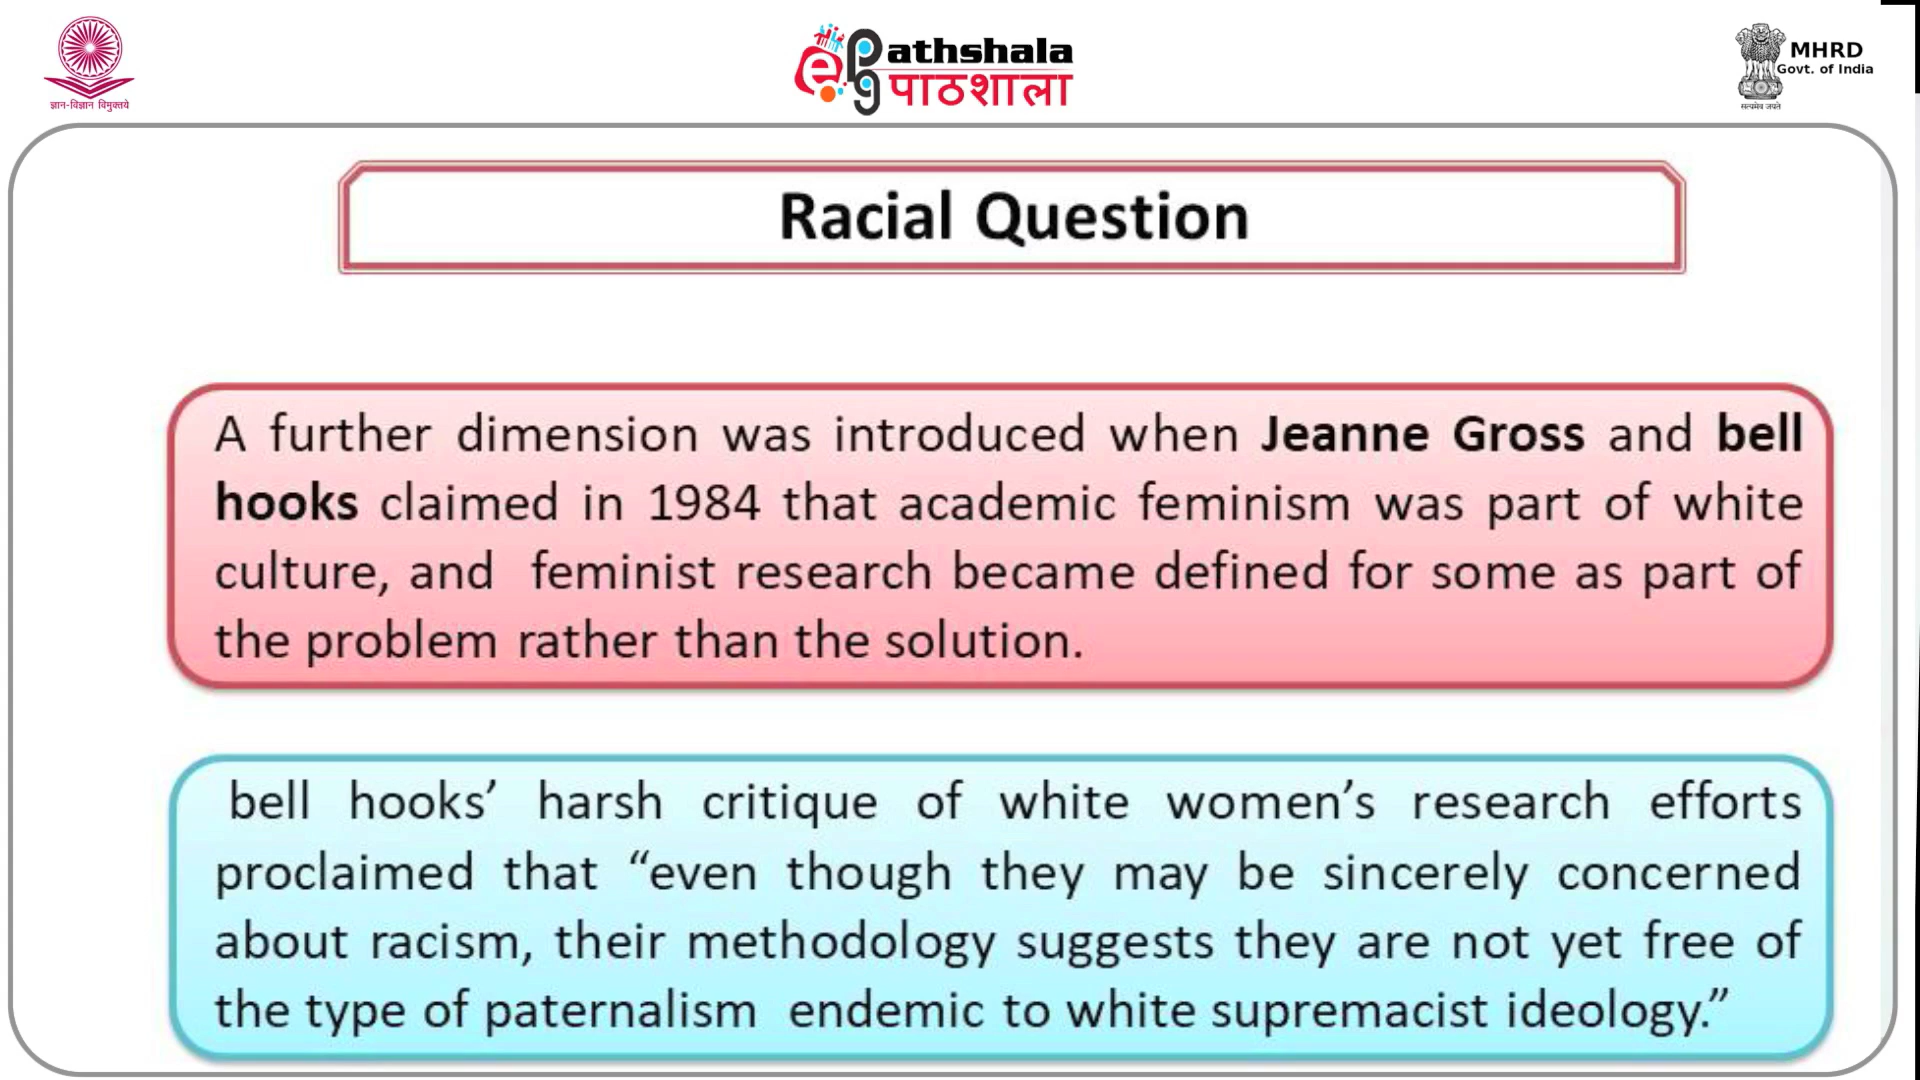 ज्ञान-विज्ञान विमुक्तये
e
pg
athshala
पाठशाला
MHRD
Govt. of India
सत्यमेव जयते
Racial Question
A further dimension was introduced when Jeanne Gross and bell
hooks claimed in 1984 that academic feminism was part of white
culture, and feminist research became defined for some as part of
the problem rather than the solution.
bell hooks’ harsh critique of white women’s research efforts
proclaimed that “even though they may be sincerely concerned
about racism, their methodology suggests they are not yet free of
the type of paternalism endemic to white supremacist ideology.”